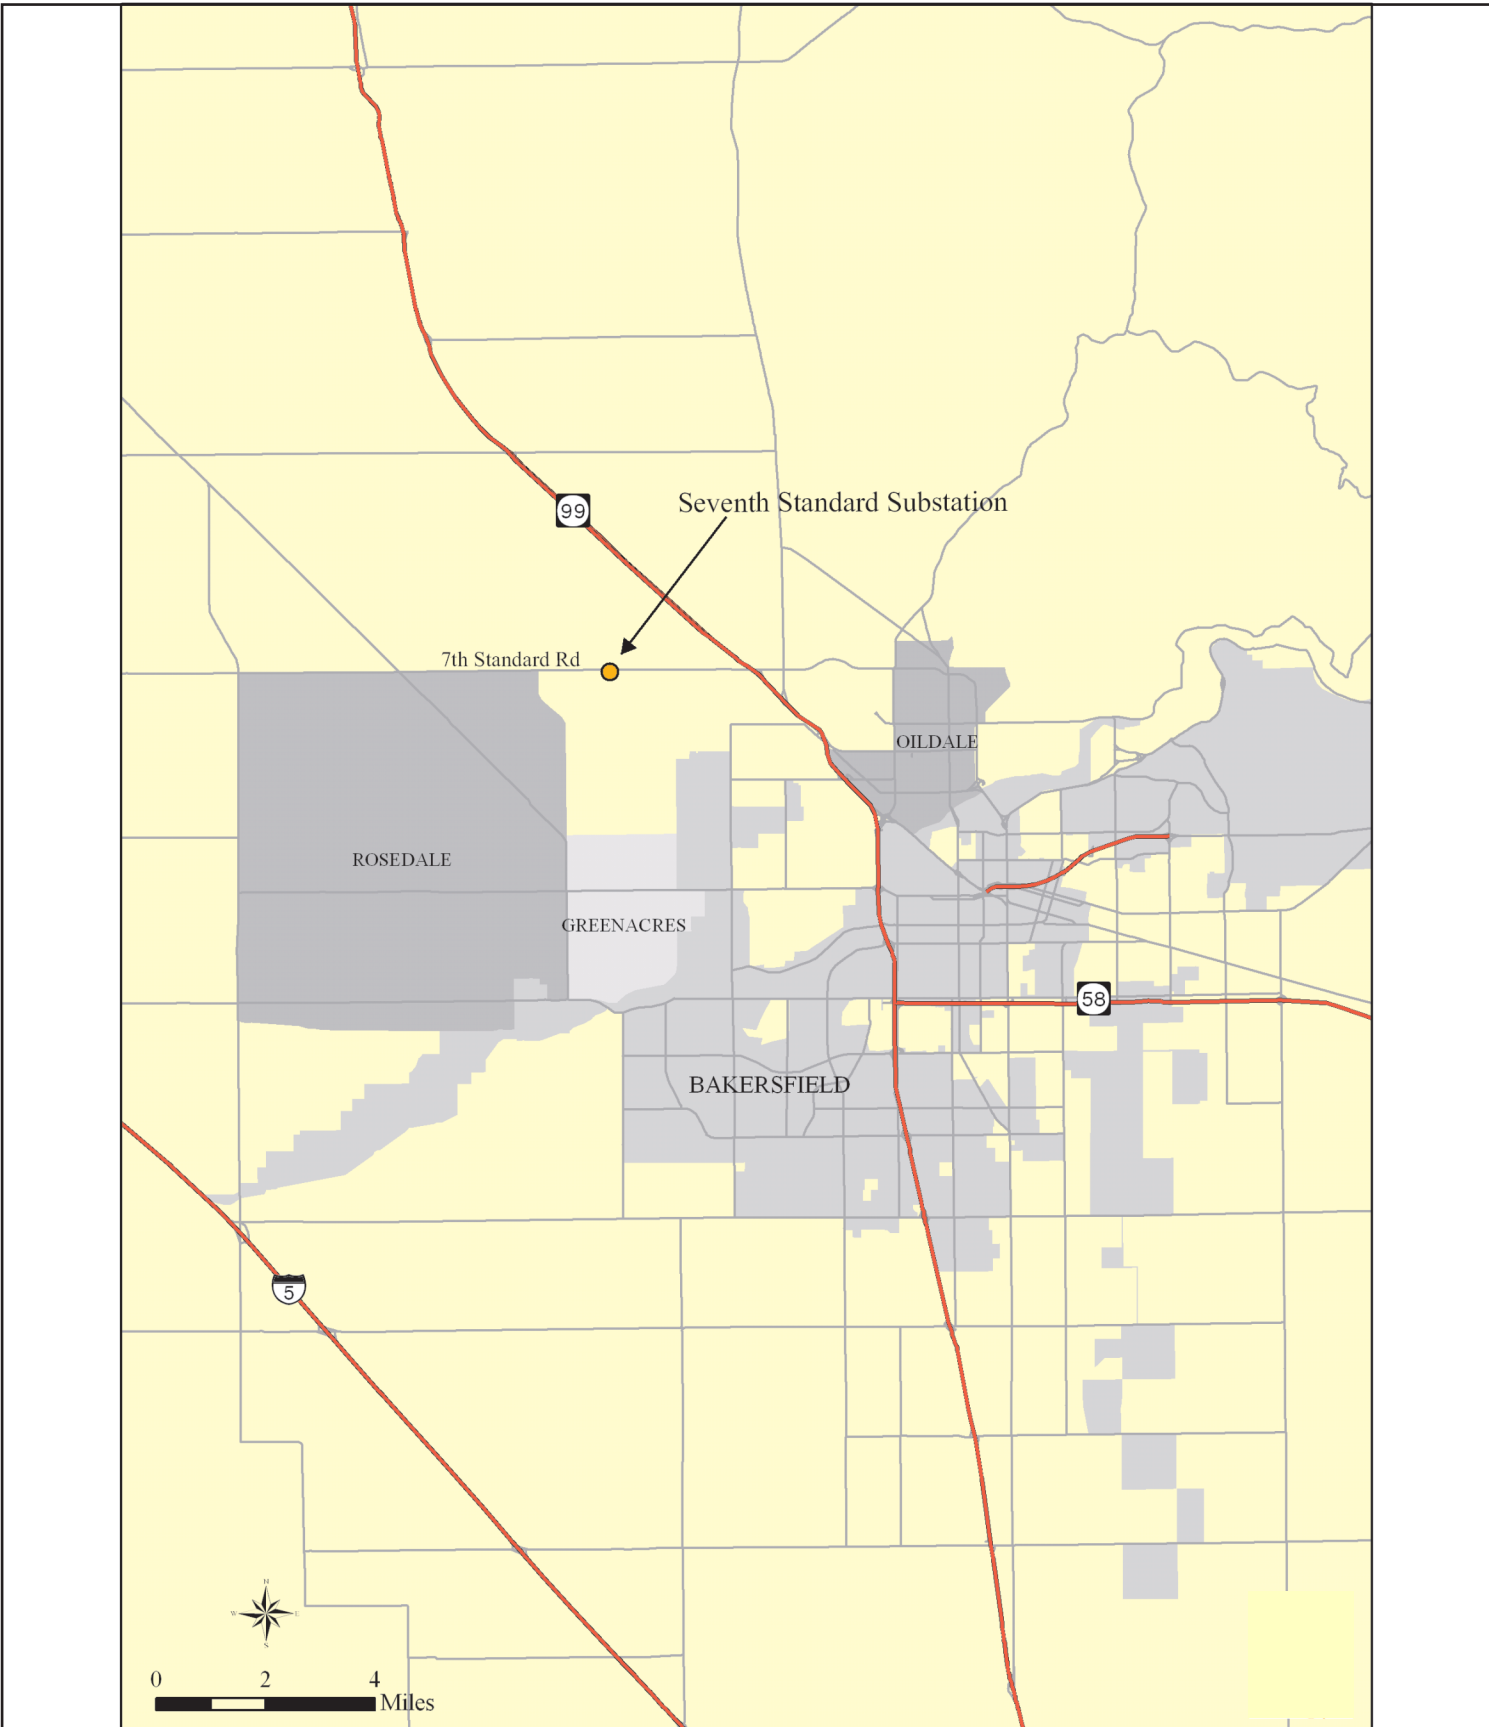 Seventh Standard Substation
99
7th Standard Rd
OILDALE
ROSEDALE
GREENACRES
58
BAKERSFIELD
5
N
W E
S
0 2 4
Miles